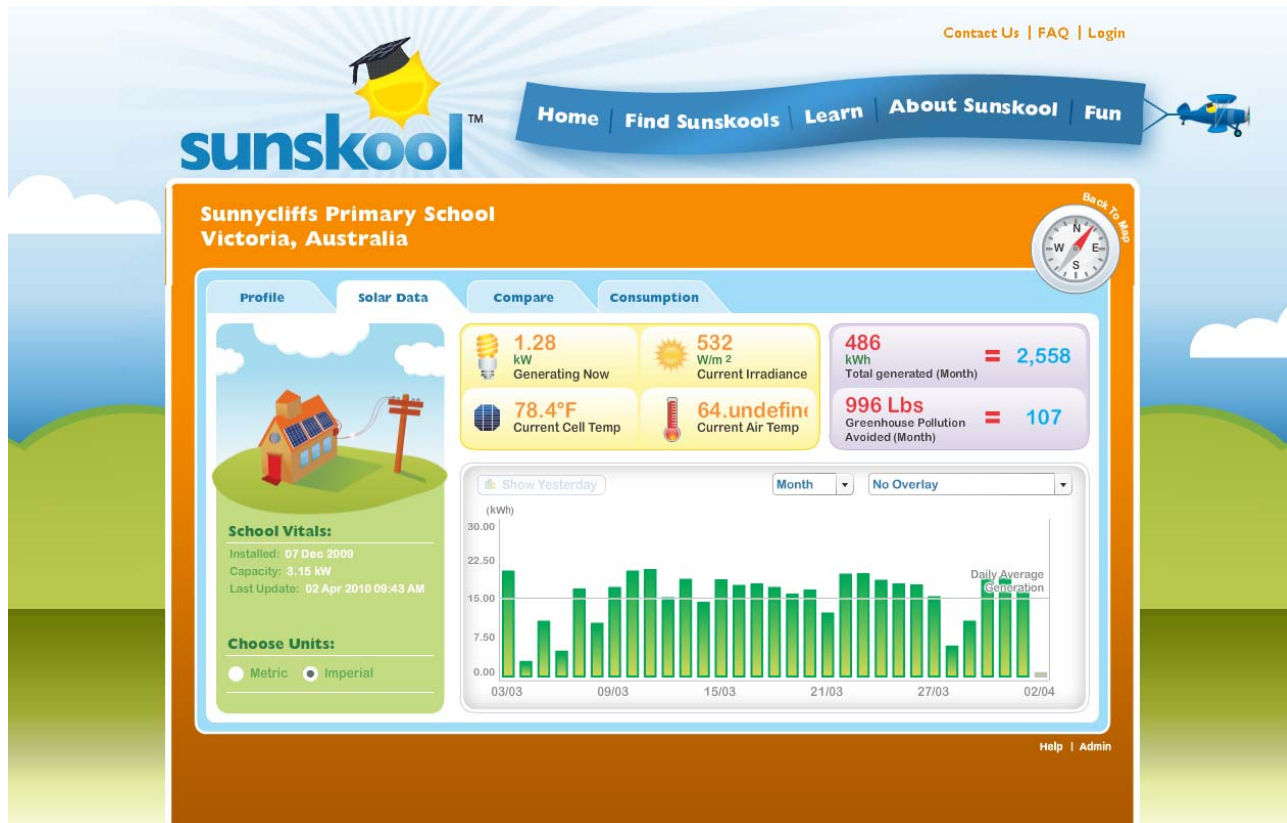 Contact Us | FAQ | Login
sunskool™
Home | Find Sunskools | Learn | About Sunskool | Fun
Sunnycliffs Primary School
Victoria, Australia
Back To Map
N
W E
S
Profile
Solar Data
Compare
Consumption
1.28
kW
Generating Now
532
W/m 2
Current Irradiance
78.4°F
Current Cell Temp
64.undefin
Current Air Temp
486
kWh
Total generated (Month)
= 2,558
996 Lbs
Greenhouse Pollution
Avoided (Month)
= 107
School Vitals:
Installed: 07 Dec 2009
Capacity: 3.15 kW
Last Update: 02 Apr 2010 09:43 AM
Choose Units:
Metric Imperial
Show Yesterday
Month
No Overlay
(kWh)
30.00
22.50
15.00
7.50
0.00
Daily Average
Generation
03/03 09/03 15/03 21/03 27/03 02/04
Help | Admin